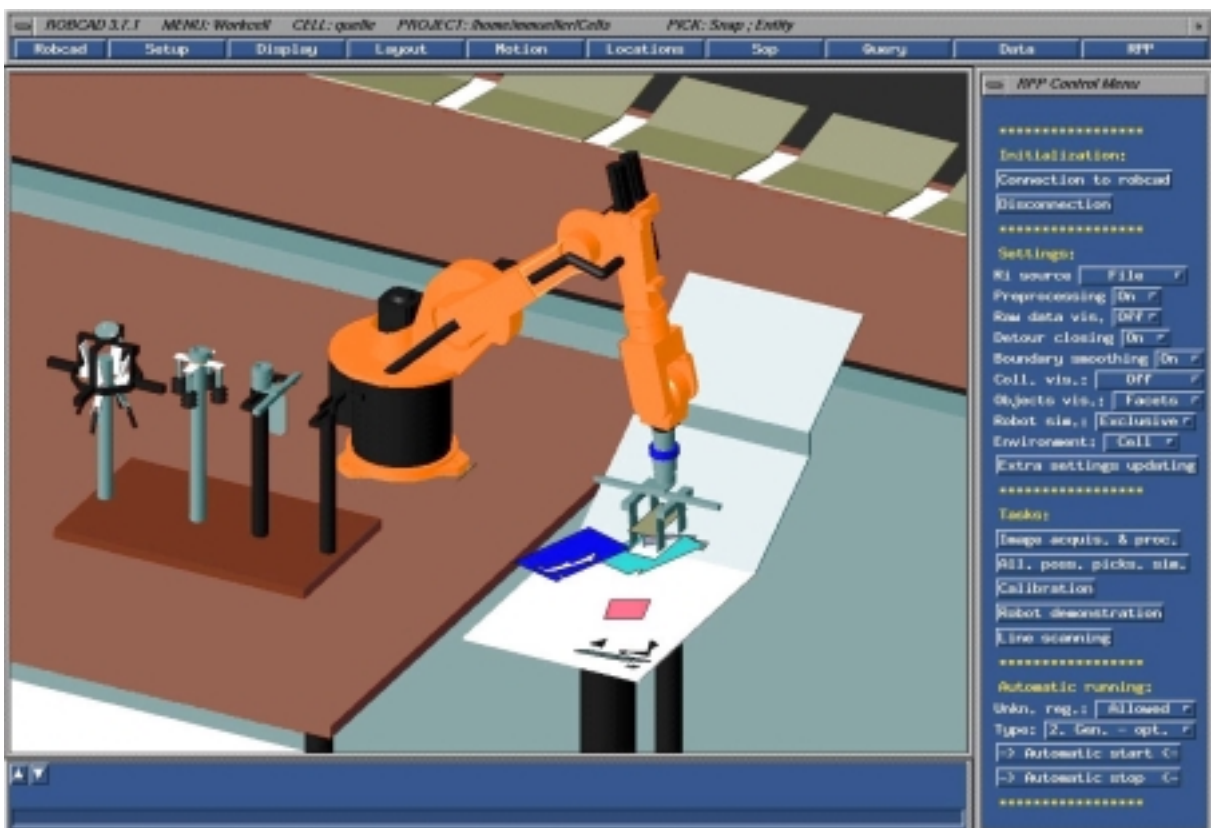 ROBCAD 3.7.1 MENU: Workcell CELL: quelle PROJECT: /home/mmueller/Cells PICK: Snap ; Entity
Robcad Setup Display Layout Motion Locations Sop Query Data RPP
RPP Control Menu
******************
Initialization:
Connection to robcad
Disconnection
******************
Settings:
Ri source File
Preprocessing On
Raw data vis. Off
Detour closing On
Boundary smoothing On
Coll. vis.: Off
Objects vis.: Facets
Robot sim.: Exclusive
Environment: Cell
Extra settings updating
******************
Tasks:
Image acquis. & proc.
All. poss. picks. sim.
Calibration
Robot demonstration
Line scanning
******************
Automatic running:
Unkn. reg.: Allowed
Type: 2. Gen. - opt.
-> Automatic start <-
-> Automatic stop <-
******************